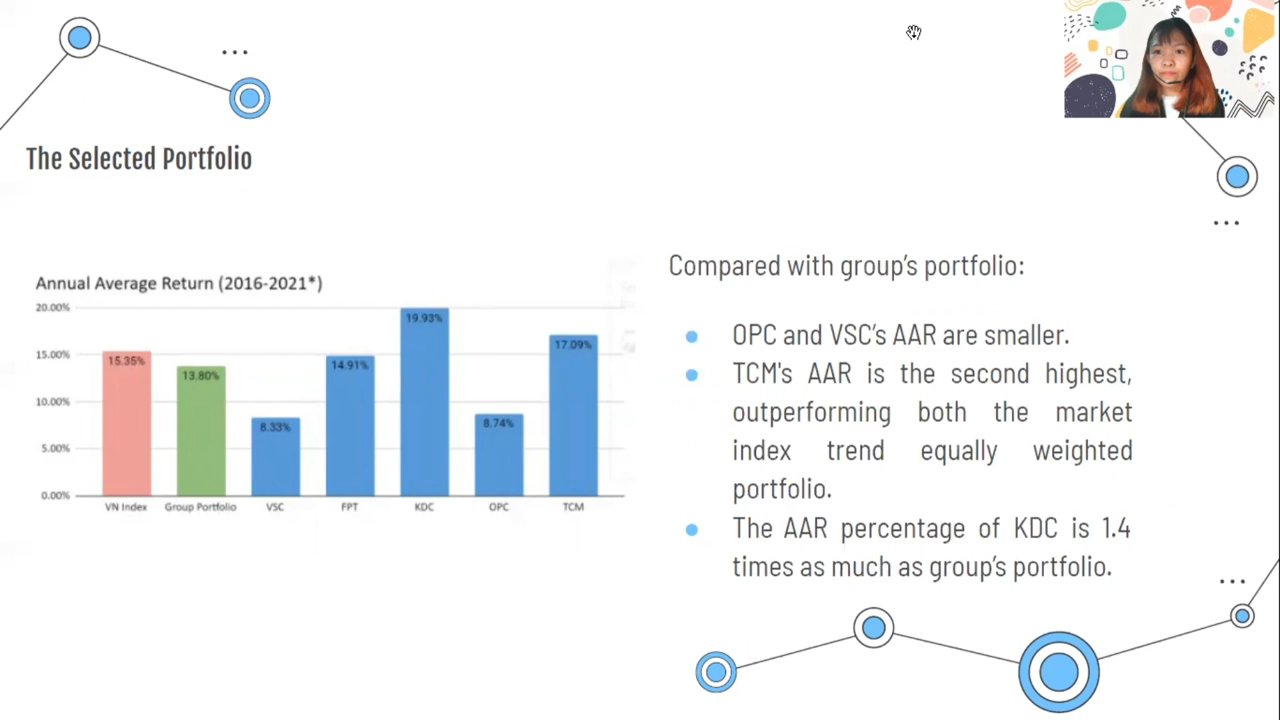 The Selected Portfolio
Annual Average Return (2016-2021*)
20.00%
15.00%
10.00%
5.00%
0.00%
15.35%
13.80%
8.33%
14.91%
19.93%
8.74%
17.09%
VN Index
Group Portfolio
VSC
FPT
KDC
OPC
TCM
Compared with group's portfolio:
OPC and VSC's AAR are smaller.
TCM's AAR is the second highest,
outperforming both the market
index trend equally weighted
portfolio.
The AAR percentage of KDC is 1.4
times as much as group's portfolio.